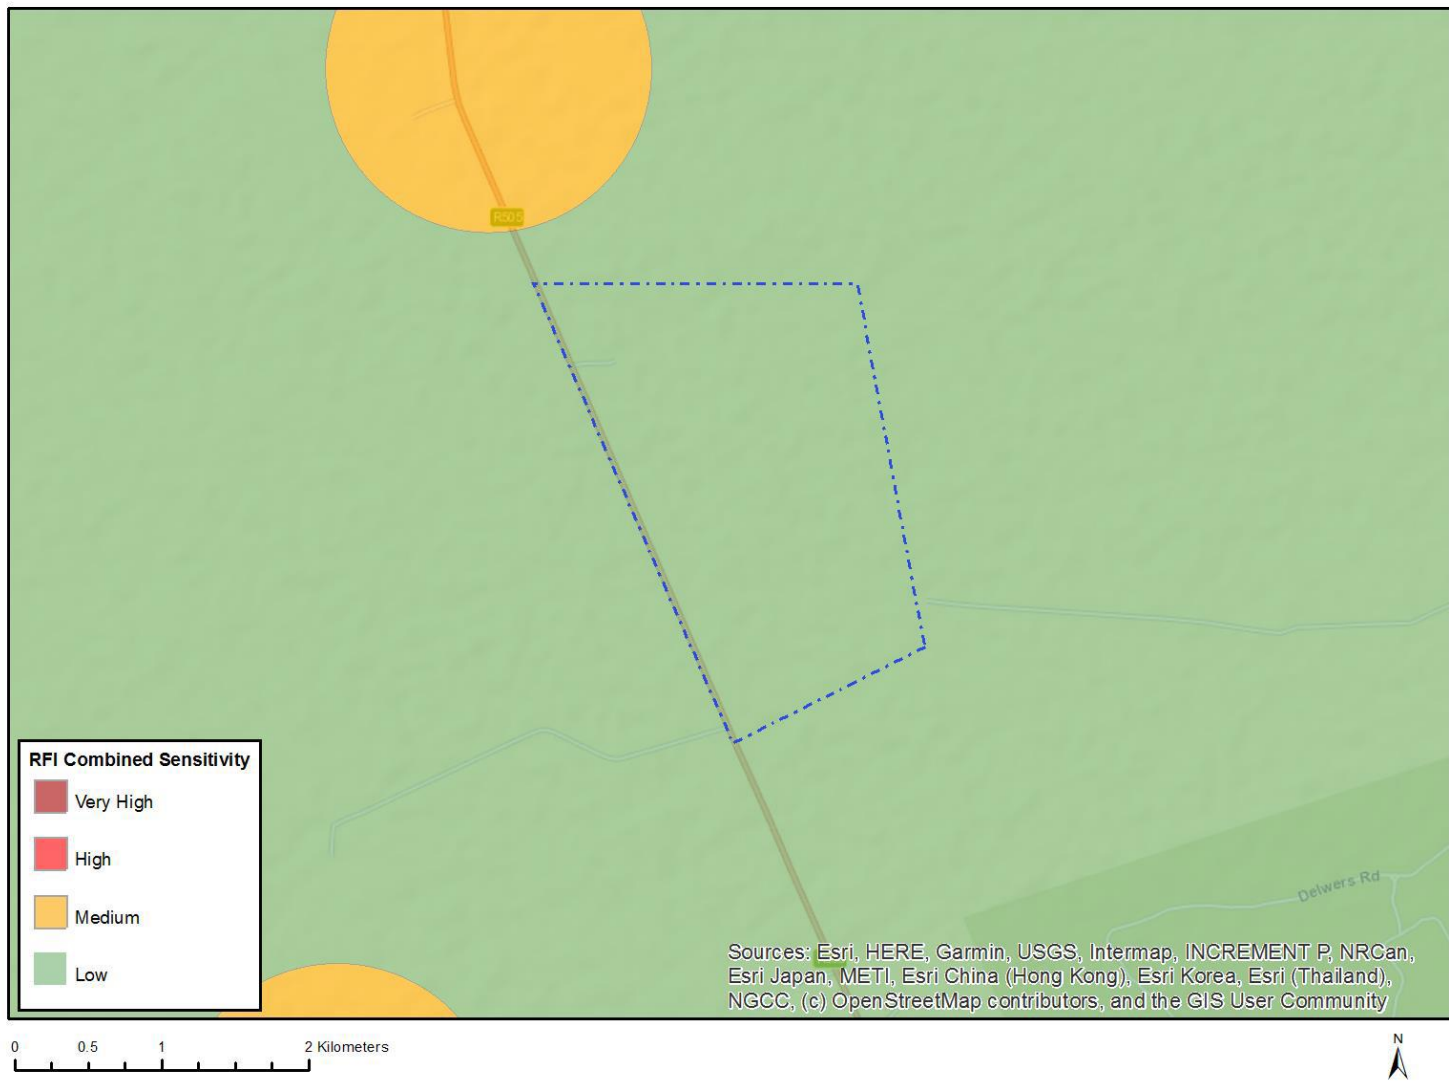 R505
RFI Combined Sensitivity
Very High
High
Medium
Low
Delwers Rd
Sources: Esri, HERE, Garmin, USGS, Intermap, INCREMENT P, NRCan,
Esri Japan, METI, Esri China (Hong Kong), Esri Korea, Esri (Thailand),
NGCC, (c) OpenStreetMap contributors, and the GIS User Community
0 0.5 1 2 Kilometers
N